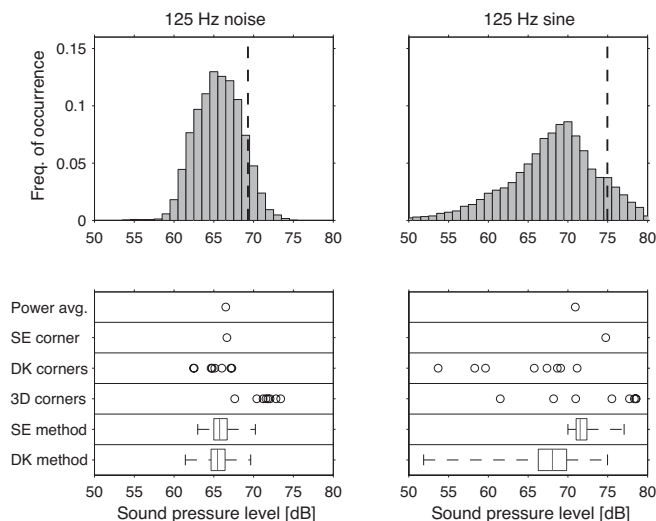 125 Hz noise
125 Hz sine
Freq. of occurrence
0.15
0.1
0.05
0
50 55 60 65 70 75 80
50 55 60 65 70 75 80
Power avg.
SE corner
DK corners
3D corners
SE method
DK method
50 55 60 65 70 75 80
50 55 60 65 70 75 80
Sound pressure level [dB]
Sound pressure level [dB]